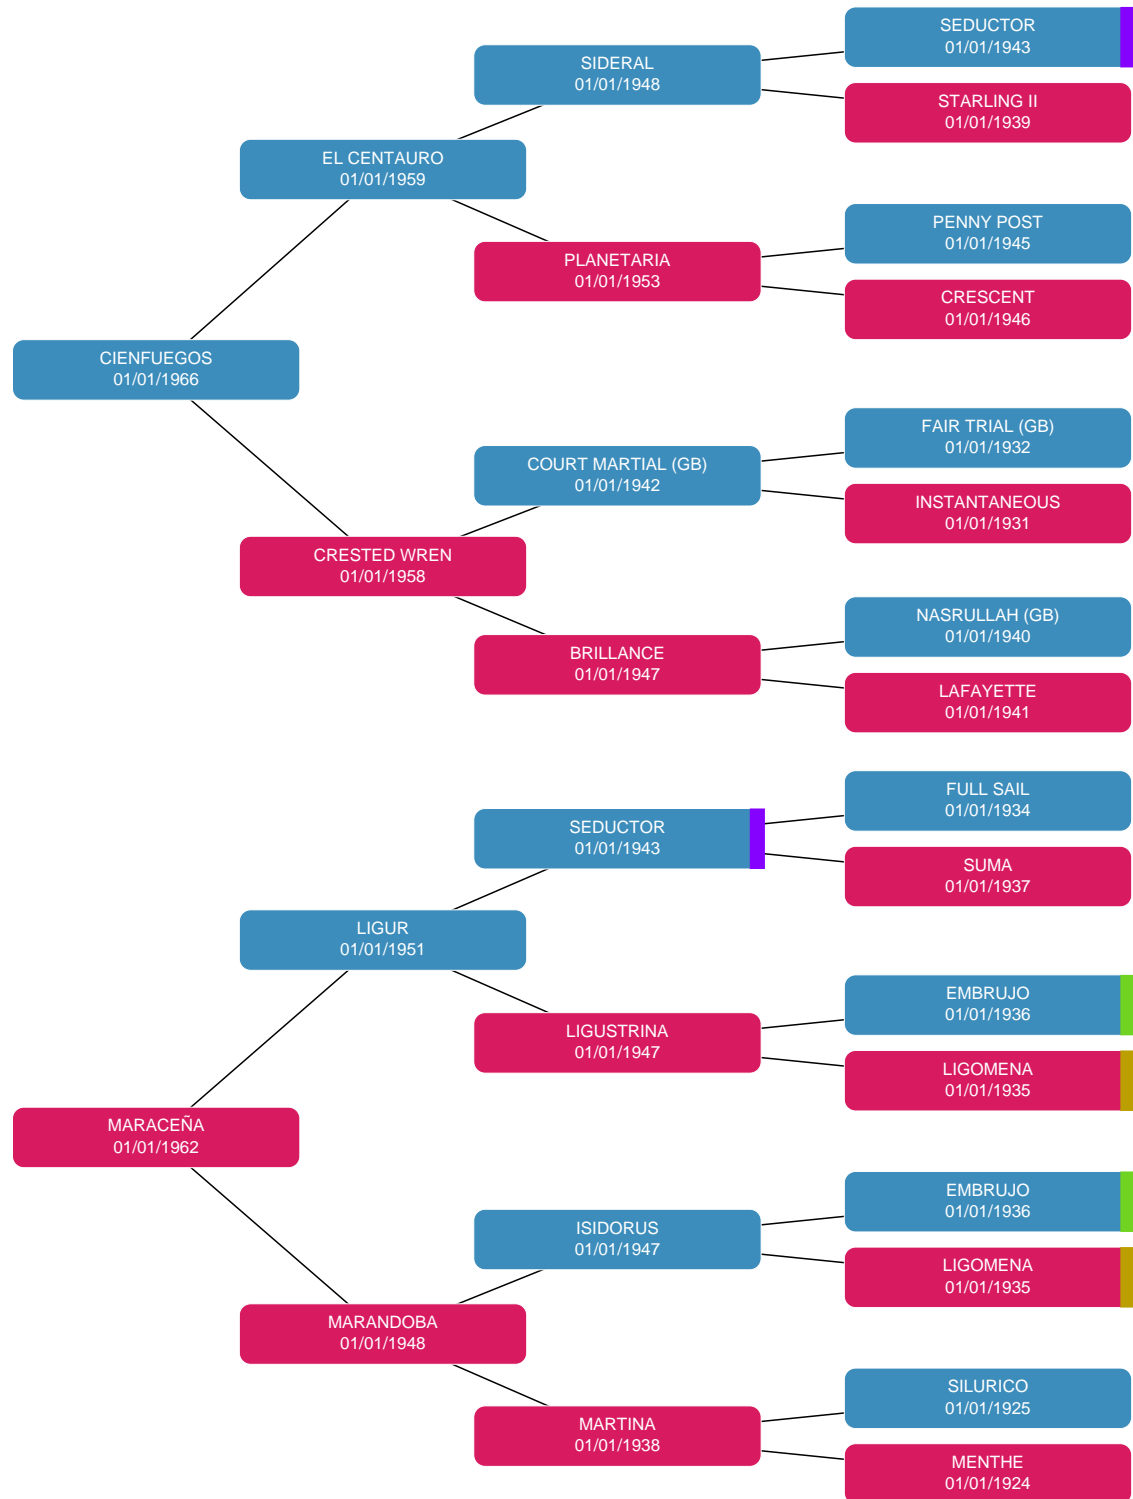 SEDUCTOR
01/01/1943
SIDERAL
01/01/1948
STARLING II
01/01/1939
EL CENTAURO
01/01/1959
PENNY POST
01/01/1945
PLANETARIA
01/01/1953
CRESCENT
01/01/1946
CIENFUEGOS
01/01/1966
FAIR TRIAL (GB)
01/01/1932
COURT MARTIAL (GB)
01/01/1942
INSTANTANEOUS
01/01/1931
CRESTED WREN
01/01/1958
NASRULLAH (GB)
01/01/1940
BRILLANCE
01/01/1947
LAFAYETTE
01/01/1941
FULL SAIL
01/01/1934
SEDUCTOR
01/01/1943
SUMA
01/01/1937
LIGUR
01/01/1951
EMBRUJO
01/01/1936
LIGUSTRINA
01/01/1947
LIGOMENA
01/01/1935
MARACEÑA
01/01/1962
EMBRUJO
01/01/1936
ISIDORUS
01/01/1947
LIGOMENA
01/01/1935
MARANDOBA
01/01/1948
SILURICO
01/01/1925
MARTINA
01/01/1938
MENTHE
01/01/1924